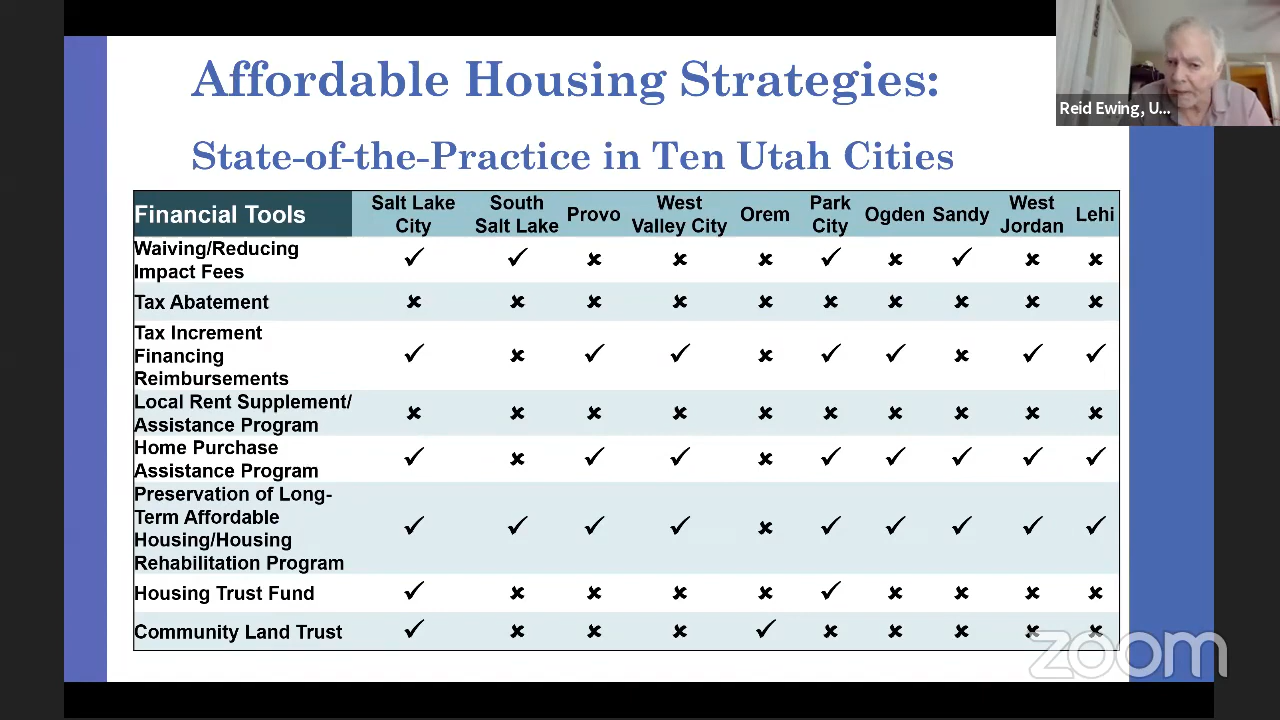 Affordable Housing Strategies:
Reid Ewing, U...
State-of-the-Practice in Ten Utah Cities
Financial Tools
Salt Lake
City
South
Salt Lake
Provo
West
Valley City
Orem
Park
City
Ogden
Sandy
West
Jordan
Lehi
Waiving/Reducing
Impact Fees
✓ ✓ ✘ ✘ ✘ ✓ ✘ ✓ ✘ ✘
Tax Abatement
✘ ✘ ✘ ✘ ✘ ✘ ✘ ✘ ✘ ✘
Tax Increment
Financing
Reimbursements
✓ ✘ ✓ ✓ ✘ ✓ ✓ ✘ ✓ ✓
Local Rent Supplement/
Assistance Program
✘ ✘ ✘ ✘ ✘ ✘ ✘ ✘ ✘ ✘
Home Purchase
Assistance Program
✓ ✘ ✓ ✓ ✘ ✓ ✓ ✓ ✓ ✓
Preservation of Long-
Term Affordable
Housing/Housing
Rehabilitation Program
✓ ✓ ✓ ✓ ✘ ✓ ✓ ✓ ✓ ✓
Housing Trust Fund
✓ ✘ ✘ ✘ ✘ ✓ ✘ ✘ ✘ ✘
Community Land Trust
✓ ✘ ✘ ✘ ✓ ✘ ✘ ✘ ✘ ✘
zoom